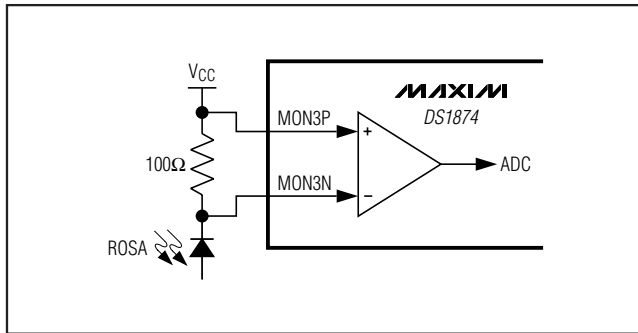 VCC
MAXIM
DS1874
MON3P
+
100Ω
ADC
MON3N
−
ROSA